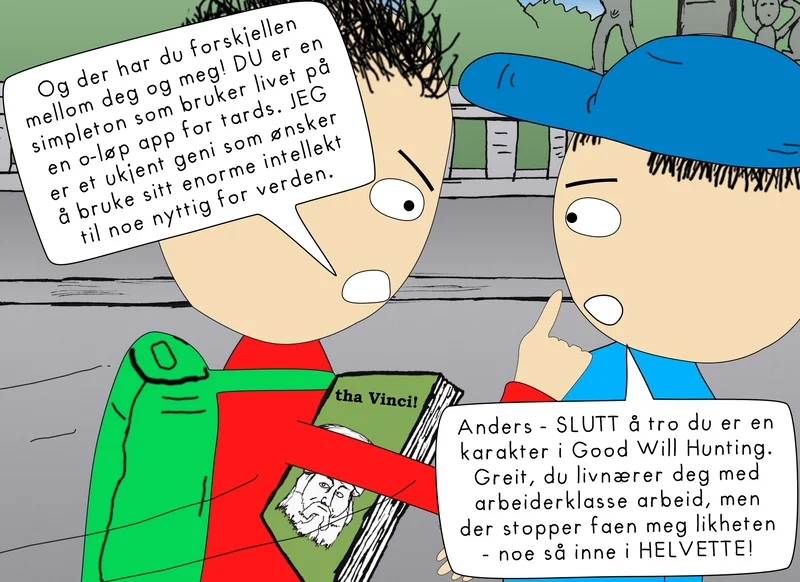 Og der har du forskjellen
mellom deg og meg! DU er en
simpleton som bruker livet på
en o-løp app for tards. JEG
er et ukjent geni som ønsker
å bruke sitt enorme intellekt
til noe nyttig for verden.
tha Vinci!
Anders - SLUTT å tro du er en
karakter i Good Will Hunting.
Greit, du livnærer deg med
arbeiderklasse arbeid, men
der stopper faen meg likheten
- noe så inne i HELVETTE!